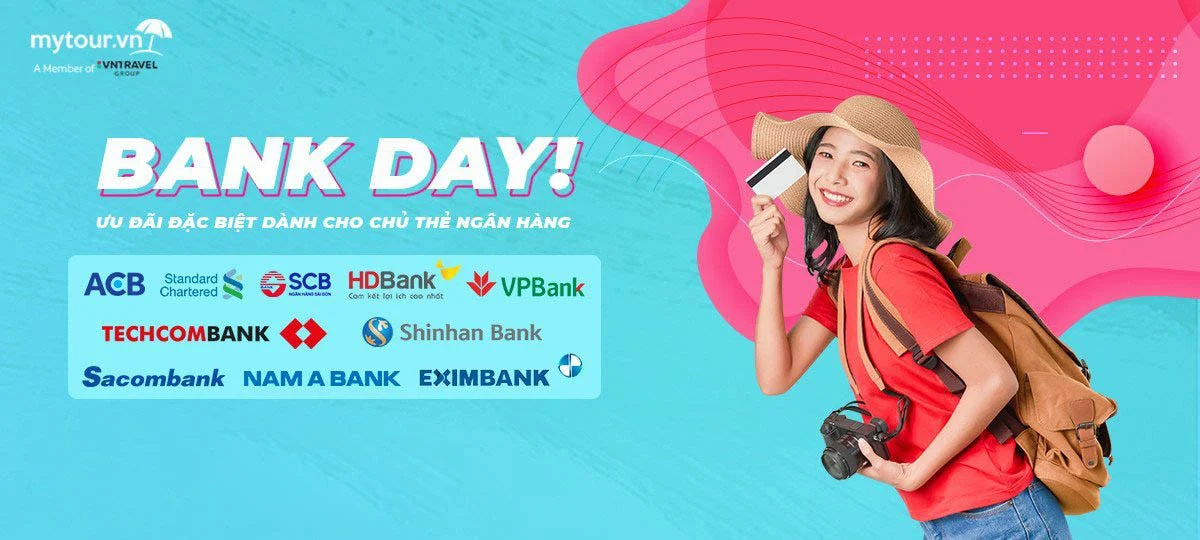 mytour.vn
A Member of VNTRAVEL
GROUP
BANK DAY!
ƯU ĐÃI ĐẶC BIỆT DÀNH CHO CHỦ THẺ NGÂN HÀNG
ACB Standard Chartered SCB NGÂN HÀNG SÀI GÒN HDBank Cam kết lợi ích cao nhất VPBank
TECHCOMBANK Shinhan Bank
Sacombank NAM A BANK EXIMBANK